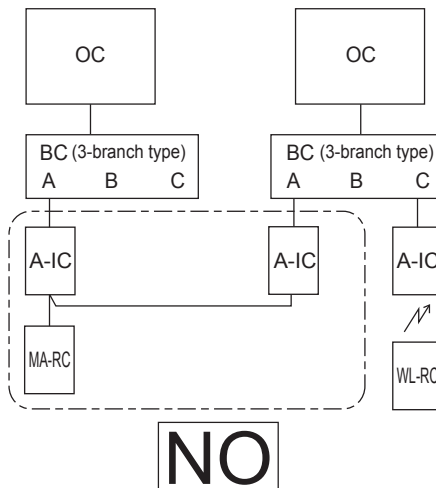 OC
OC
BC (3-branch type)
A B C
BC (3-branch type)
A B C
A-IC
A-IC
A-IC
MA-RC
WL-RC
NO